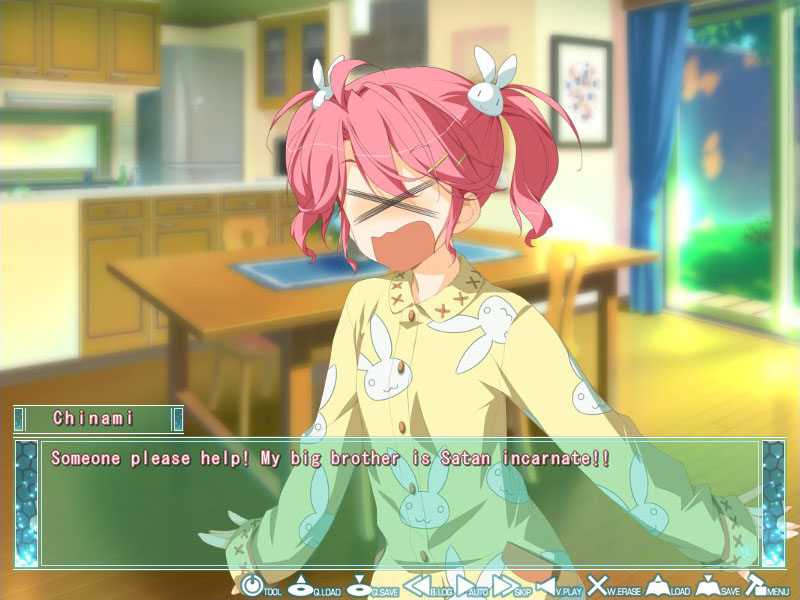 Chinami
Someone please help! My big brother is Satan incarnate!!
TOOL Q.LOAD Q.SAVE B.LOG AUTO SKIP V.PLAY W.ERASE LOAD SAVE MENU